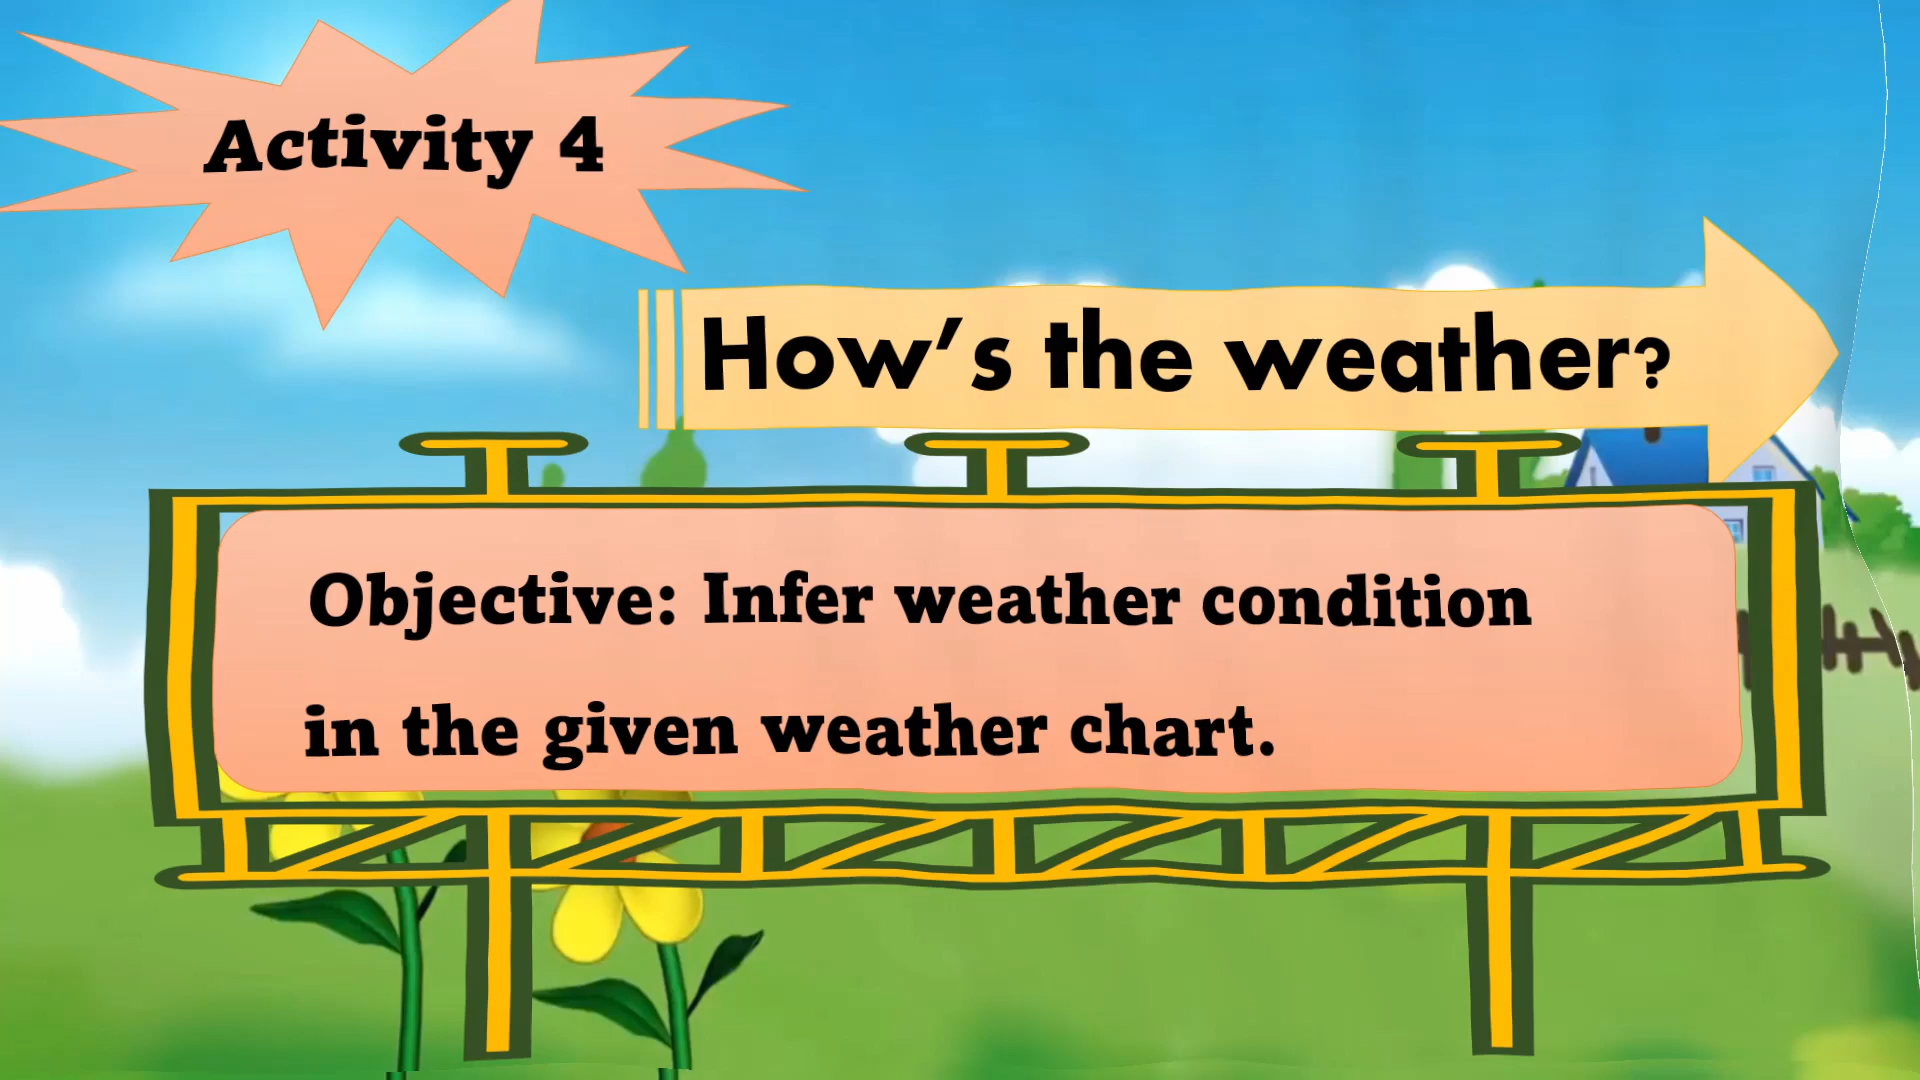 Activity 4
How's the weather?
Objective: Infer weather condition
in the given weather chart.